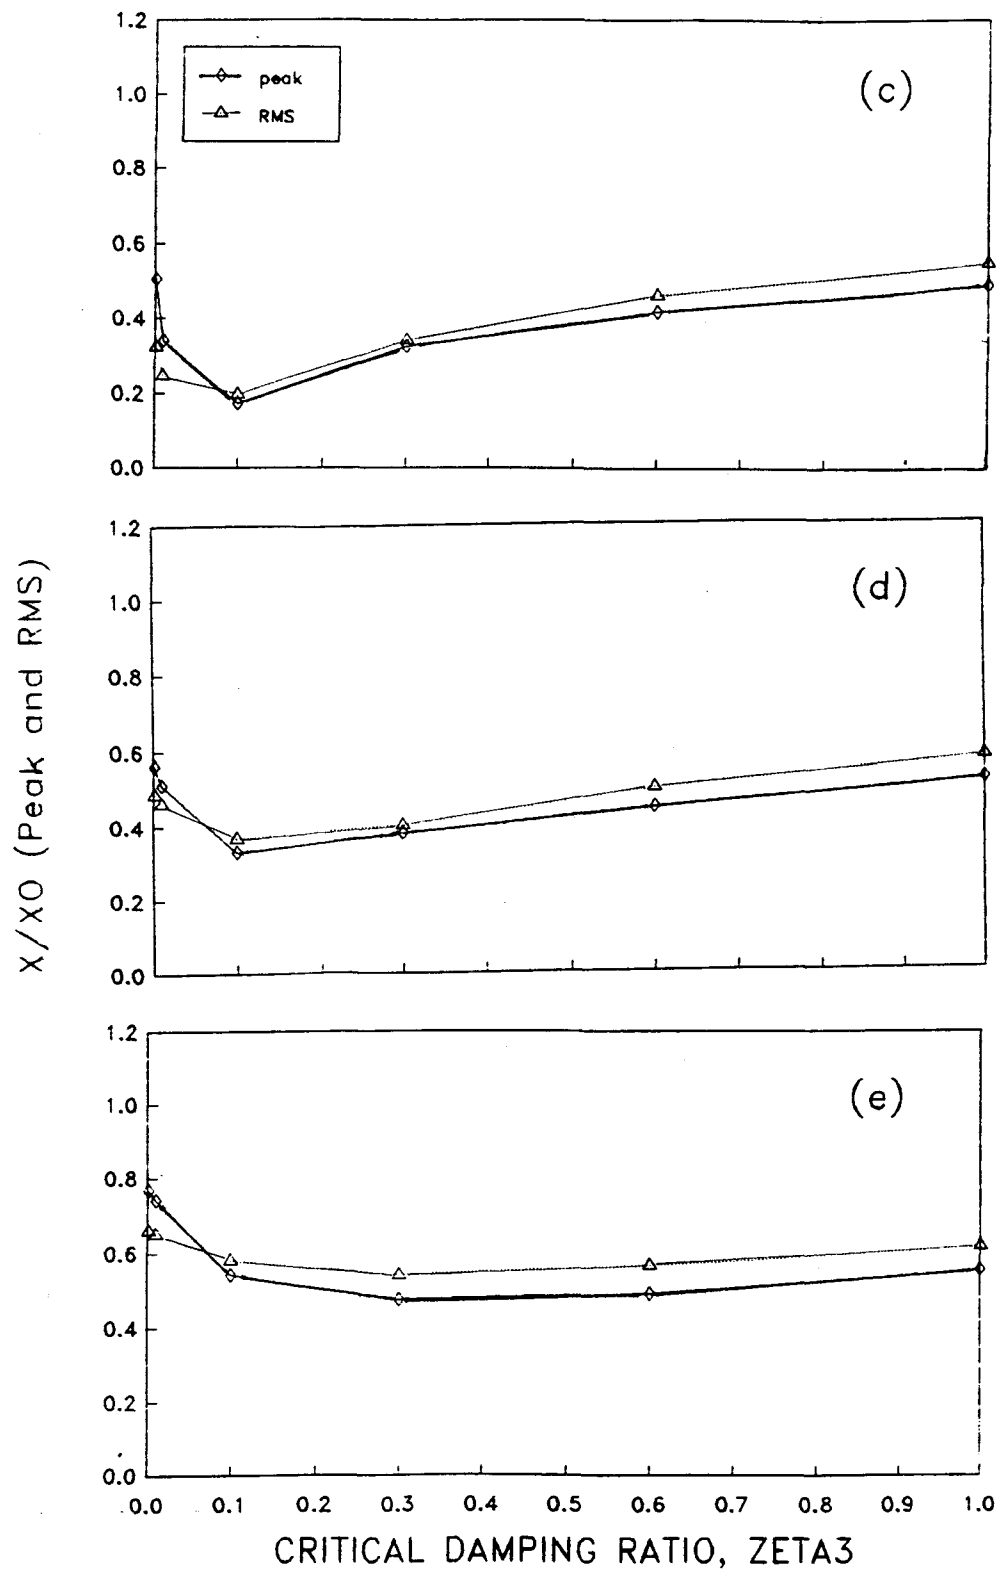 1.2
1.0
0.8
0.6
0.4
0.2
0.0
peak
RMS
(c)
1.2
1.0
0.8
0.6
0.4
0.2
0.0
(d)
X/XO (Peak and RMS)
1.2
1.0
0.8
0.6
0.4
0.2
0.0
(e)
0.0 0.1 0.2 0.3 0.4 0.5 0.6 0.7 0.8 0.9 1.0
CRITICAL DAMPING RATIO, ZETA3